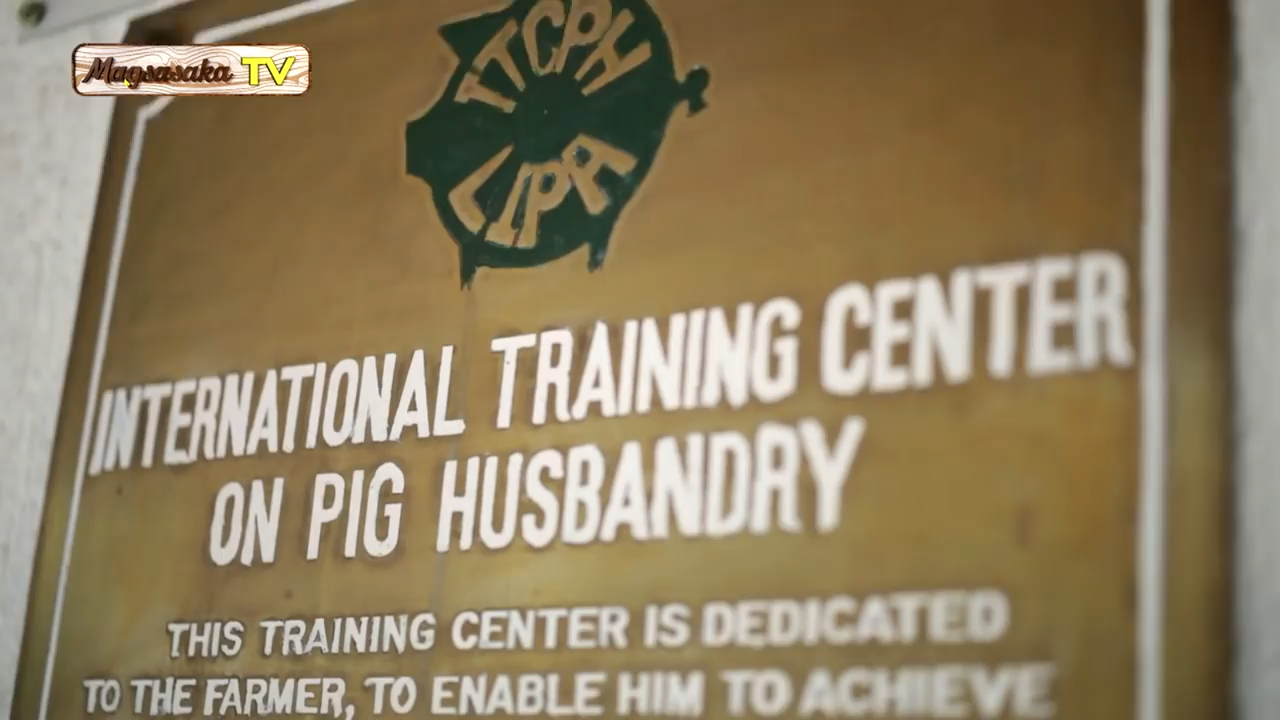 Magsasaka TV
ITCPH
LIPA
INTERNATIONAL TRAINING CENTER
ON PIG HUSBANDRY
THIS TRAINING CENTER IS DEDICATED
TO THE FARMER, TO ENABLE HIM TO ACHIEVE